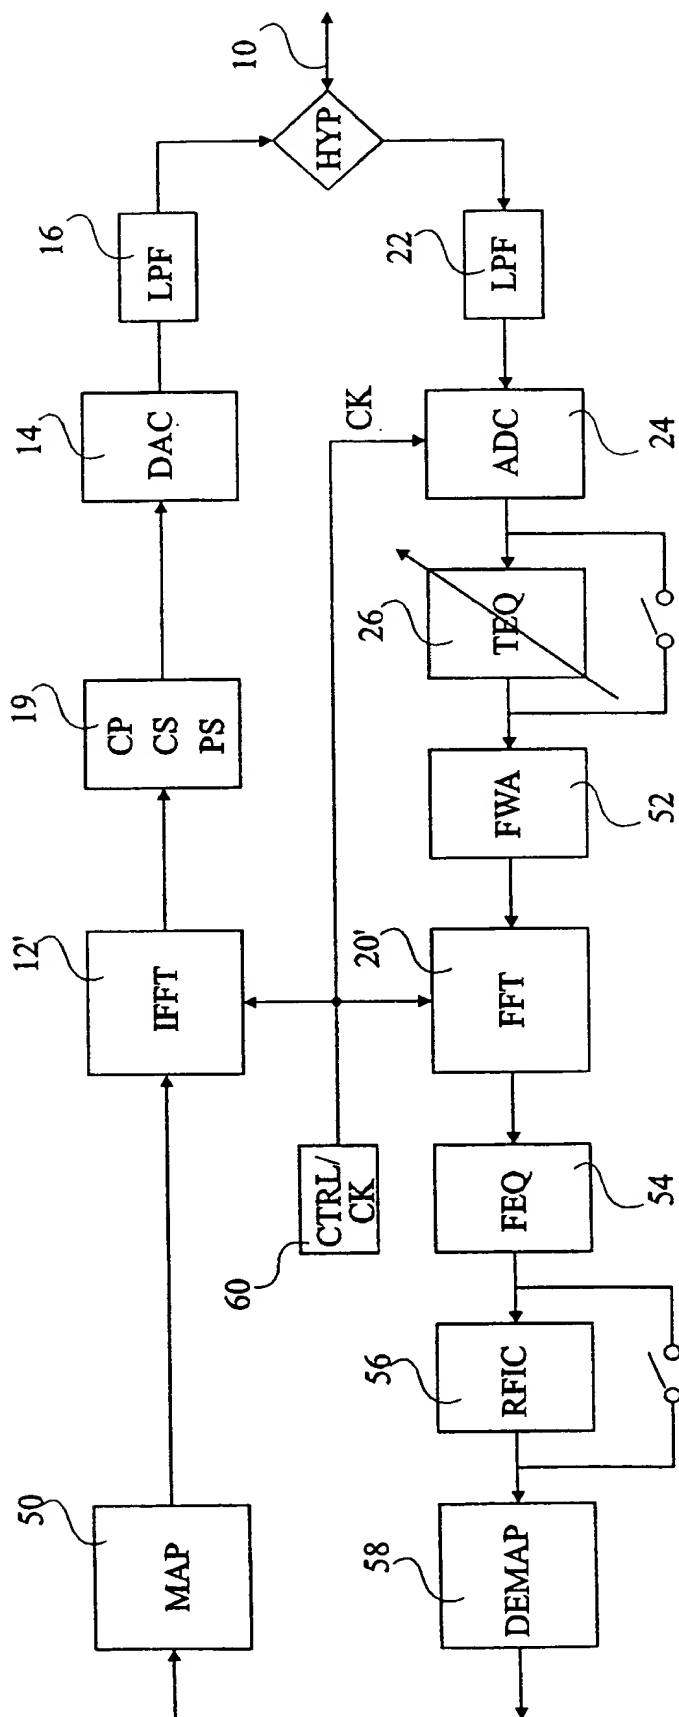 50
MAP
12'
IFFT
19
CP
CS
PS
14
DAC
16
LPF
10
HYP
60
CTRL/
CK
CK
58
DEMAP
56
RFIC
54
FEQ
20'
FFT
52
FWA
26
TEQ
24
ADC
22
LPF